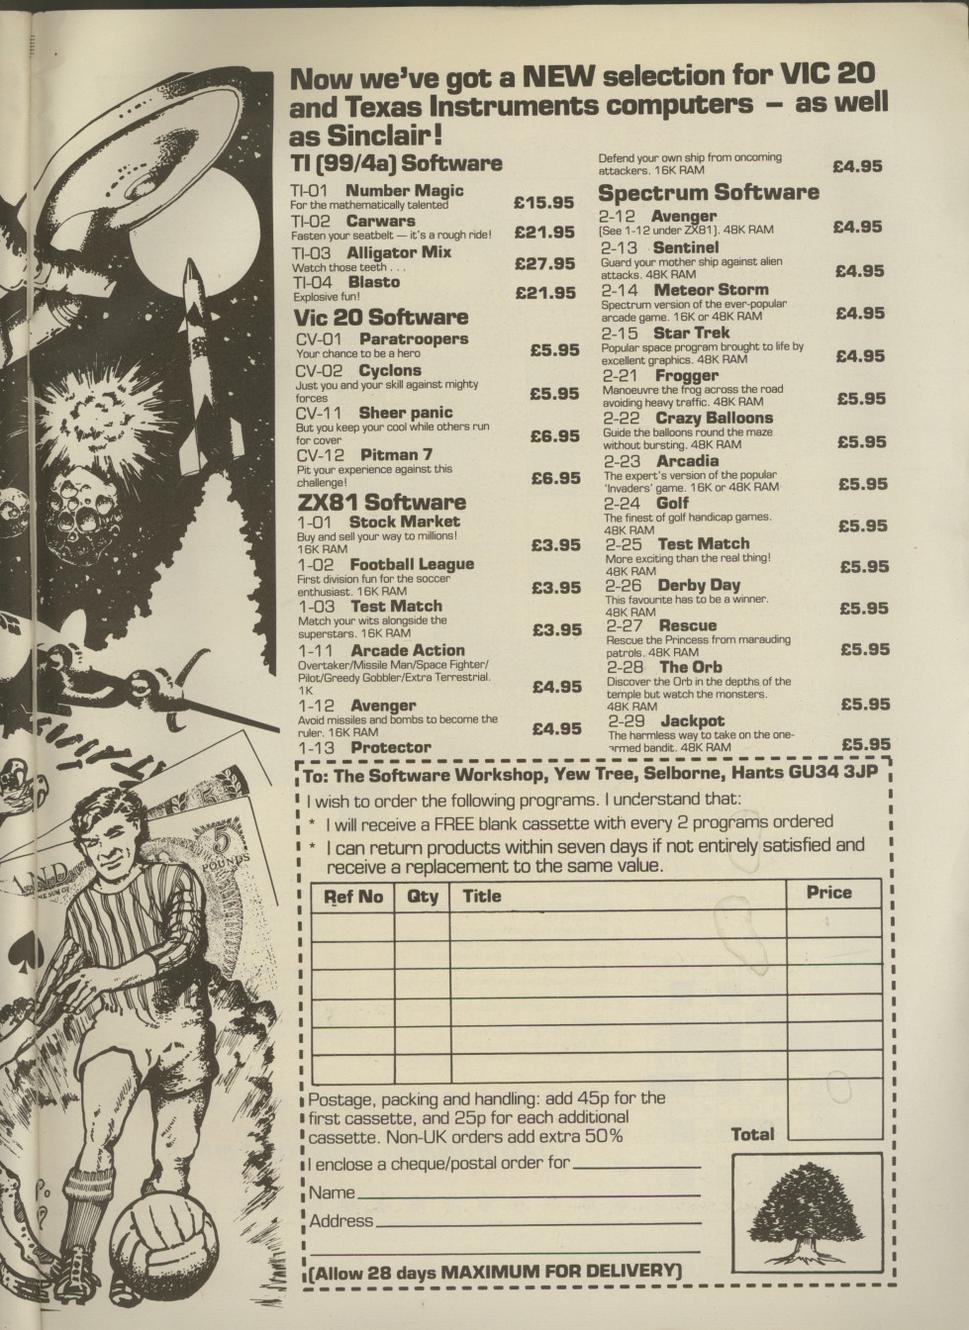 Now we've got a NEW selection for VIC 20
and Texas Instruments computers – as well
as Sinclair!
TI (99/4a) Software
TI-01 Number Magic
For the mathematically talented £15.95
TI-02 Carwars
Fasten your seatbelt — it's a rough ride! £21.95
TI-03 Alligator Mix
Watch those teeth . . . £27.95
TI-04 Blasto
Explosive fun! £21.95
Vic 20 Software
CV-01 Paratroopers
Your chance to be a hero £5.95
CV-02 Cyclons
Just you and your skill against mighty
forces £5.95
CV-11 Sheer panic
But you keep your cool while others run
for cover £6.95
CV-12 Pitman 7
Pit your experience against this
challenge! £6.95
ZX81 Software
1-01 Stock Market
Buy and sell your way to millions!
16K RAM £3.95
1-02 Football League
First division fun for the soccer
enthusiast. 16K RAM £3.95
1-03 Test Match
Match your wits alongside the
superstars. 16K RAM £3.95
1-11 Arcade Action
Overtaker/Missile Man/Space Fighter/
Pilot/Greedy Gobbler/Extra Terrestrial.
1K £4.95
1-12 Avenger
Avoid missiles and bombs to become the
ruler. 16K RAM £4.95
1-13 Protector
Defend your own ship from oncoming
attackers. 16K RAM £4.95
Spectrum Software
2-12 Avenger
(See 1-12 under ZX81). 48K RAM £4.95
2-13 Sentinel
Guard your mother ship against alien
attacks. 48K RAM £4.95
2-14 Meteor Storm
Spectrum version of the ever-popular
arcade game. 16K or 48K RAM £4.95
2-15 Star Trek
Popular space program brought to life by
excellent graphics. 48K RAM £4.95
2-21 Frogger
Manoeuvre the frog across the road
avoiding heavy traffic. 48K RAM £5.95
2-22 Crazy Balloons
Guide the balloons round the maze
without bursting. 48K RAM £5.95
2-23 Arcadia
The expert's version of the popular
'Invaders' game. 16K or 48K RAM £5.95
2-24 Golf
The finest of golf handicap games.
48K RAM £5.95
2-25 Test Match
More exciting than the real thing!
48K RAM £5.95
2-26 Derby Day
This favourite has to be a winner.
48K RAM £5.95
2-27 Rescue
Rescue the Princess from marauding
patrols. 48K RAM £5.95
2-28 The Orb
Discover the Orb in the depths of the
temple but watch the monsters.
48K RAM £5.95
2-29 Jackpot
The harmless way to take on the one-
armed bandit. 48K RAM £5.95
To: The Software Workshop, Yew Tree, Selborne, Hants GU34 3JP
I wish to order the following programs. I understand that:
* I will receive a FREE blank cassette with every 2 programs ordered
* I can return products within seven days if not entirely satisfied and
receive a replacement to the same value.
Ref No Qty Title Price
Postage, packing and handling: add 45p for the
first cassette, and 25p for each additional
cassette. Non-UK orders add extra 50%
Total
I enclose a cheque/postal order for
Name
Address
(Allow 28 days MAXIMUM FOR DELIVERY)
5
POUNDS